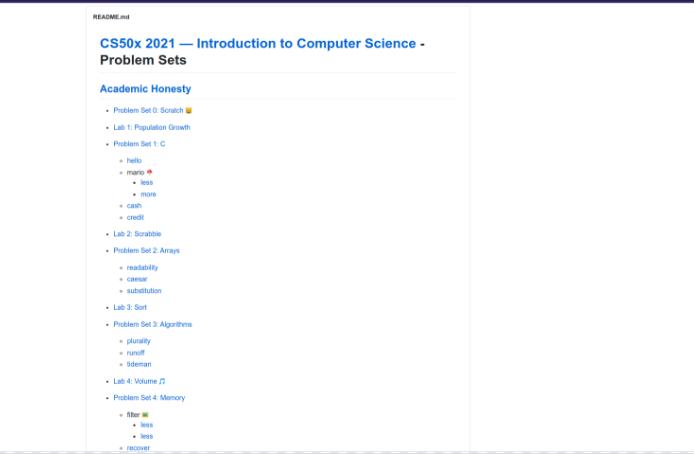 README.md
CS50x 2021 — Introduction to Computer Science -
Problem Sets
Academic Honesty
Problem Set 0: Scratch 😺
Lab 1: Population Growth
Problem Set 1: C
hello
mario 🍄
less
more
cash
credit
Lab 2: Scrabble
Problem Set 2: Arrays
readability
caesar
substitution
Lab 3: Sort
Problem Set 3: Algorithms
plurality
runoff
tideman
Lab 4: Volume 🎵
Problem Set 4: Memory
filter 🖼️
less
less
recover